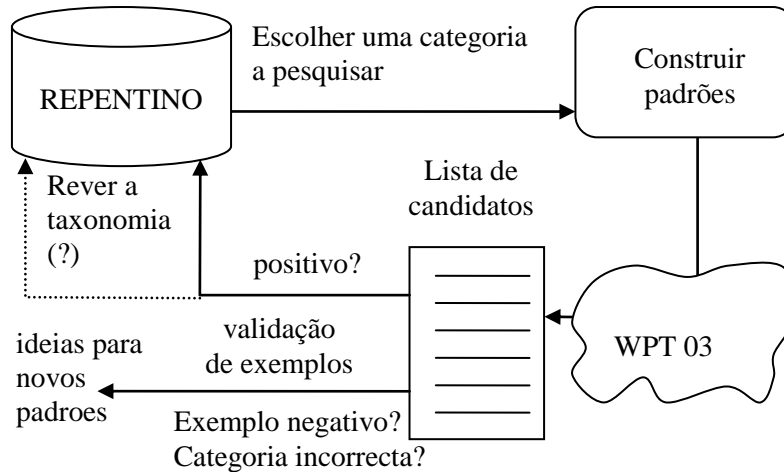 Escolher uma categoria
a pesquisar
REPENTINO
Construir
padrões
Rever a
taxonomia
(?)
Lista de
candidatos
positivo?
WPT 03
validação
de exemplos
ideias para
novos
padroes
Exemplo negativo?
Categoria incorrecta?